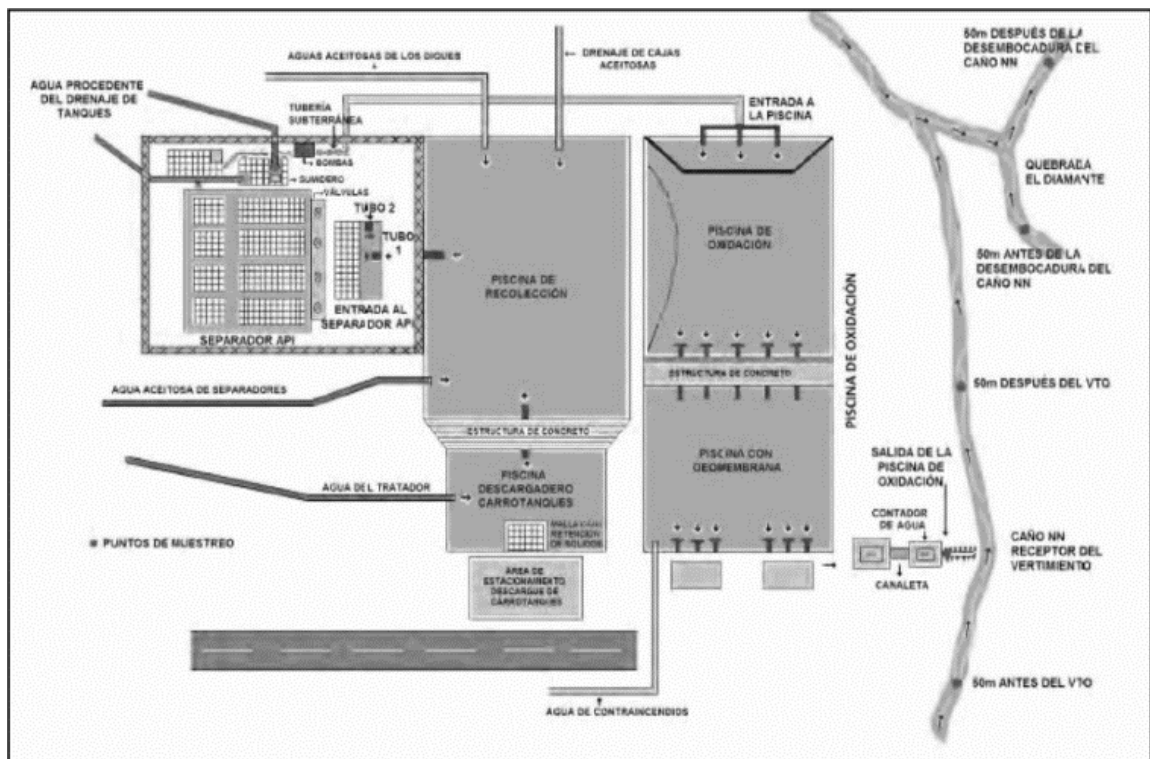 AGUAS ACEITOSAS DE LOS DIQUES
DRENAJE DE CAJAS
ACEITOSAS
50m DESPUÉS DE LA
DESEMBOCADURA DEL
CAÑO NN
AGUA PROCEDENTE
DEL DRENAJE DE
TANQUES
TUBERÍA
SUBTERRÁNEA
ENTRADA A
LA PISCINA
BOMBAS
SUMIDERO
VÁLVULAS
TUBO 2
TUBO
1
QUEBRADA
EL DIAMANTE
PISCINA DE
OXIDACIÓN
PISCINA DE
RECOLECCIÓN
50m ANTES DE LA
DESEMBOCADURA DEL
CAÑO NN
ENTRADA AL
SEPARADOR API
SEPARADOR API
PISCINA DE OXIDACIÓN
AGUA ACEITOSA DE SEPARADORES
ESTRUCTURA DE CONCRETO
50m DESPUÉS DEL VTO
ESTRUCTURA DE CONCRETO
PISCINA CON
GEOMEMBRANA
SALIDA DE LA
PISCINA DE
OXIDACIÓN
PISCINA
DESCARGADERO
CARROTANQUES
AGUA DEL TRATADOR
CONTADOR
DE AGUA
MALLA PARA
RETENCIÓN
DE SÓLIDOS
PUNTOS DE MUESTREO
CAÑO NN
RECEPTOR DEL
VERTIMIENTO
CANALETA
ÁREA DE
ESTACIONAMIENTO
DESCARGUE DE
CARROTANQUES
50m ANTES DEL VTO
AGUA DE CONTRAINCENDIOS